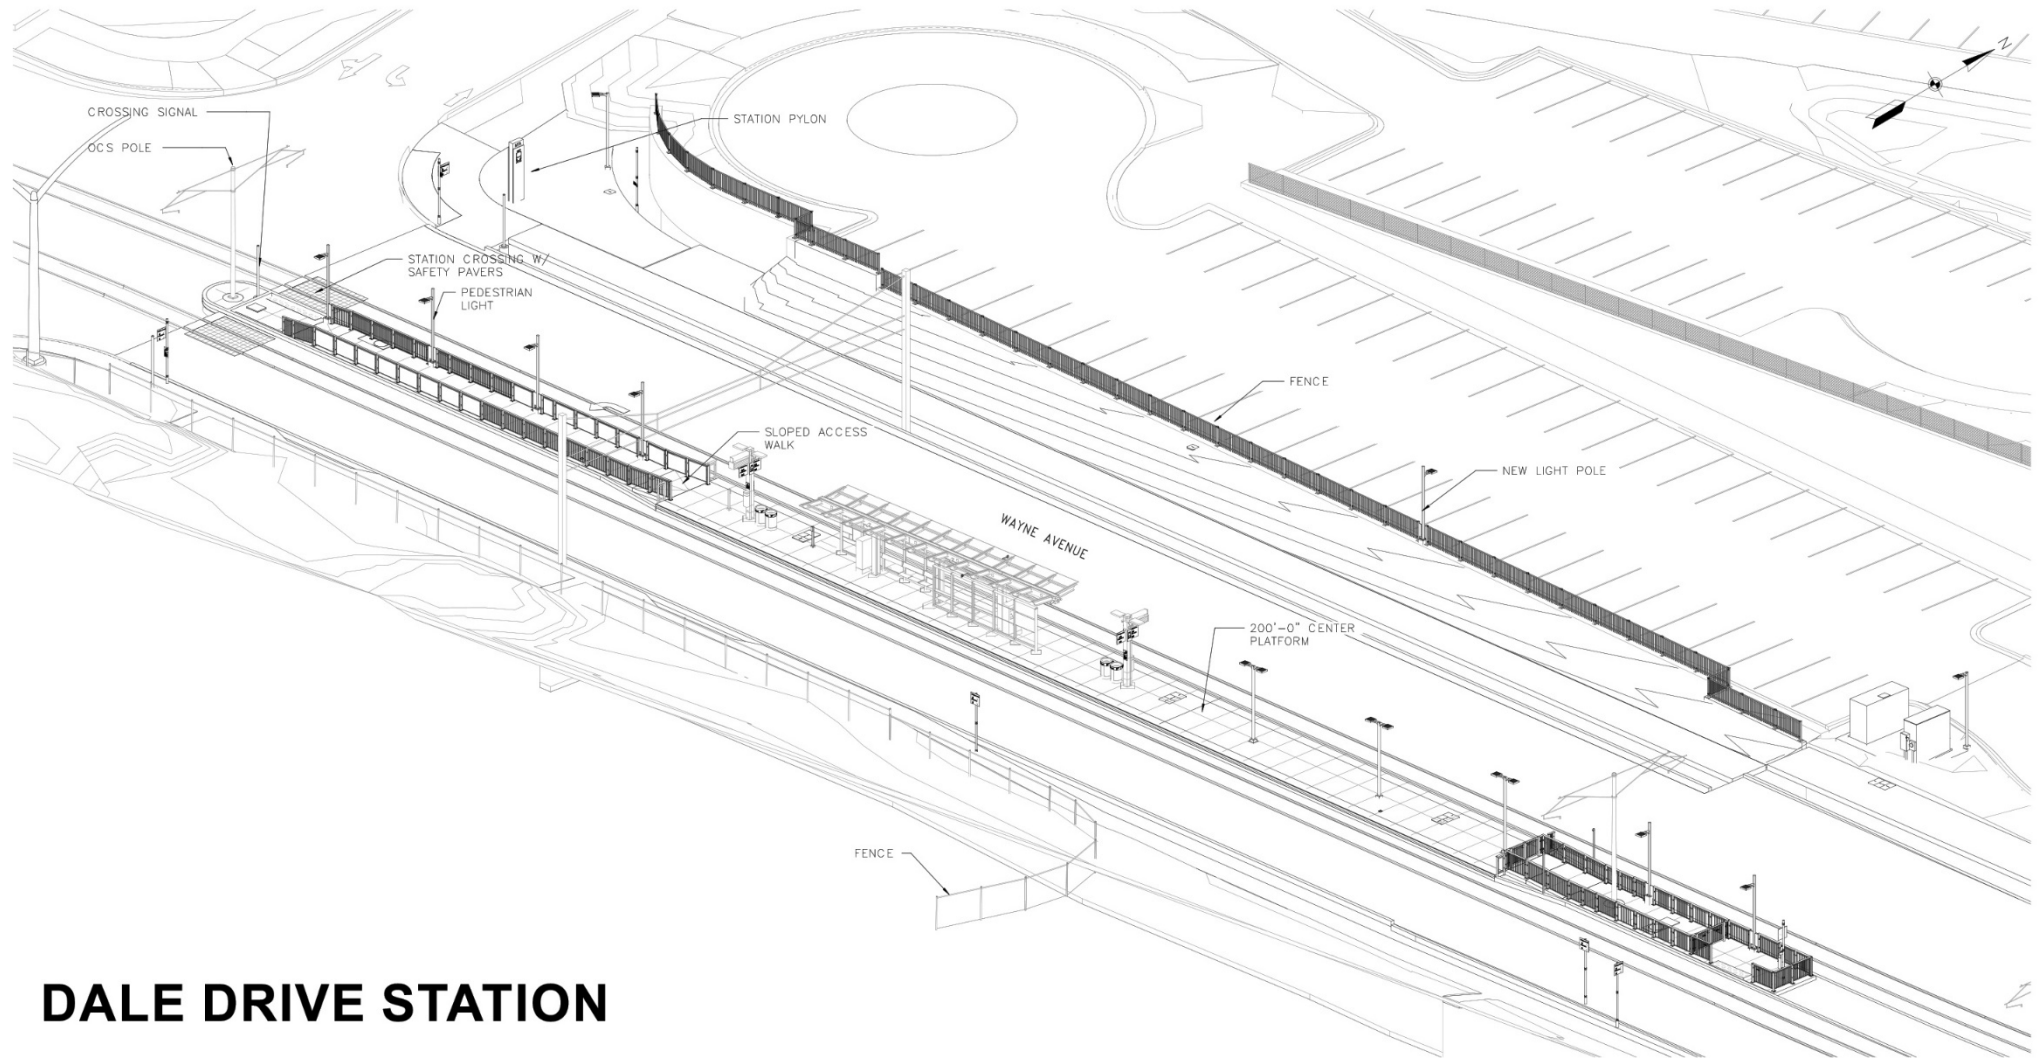 N
CROSSING SIGNAL
STATION PYLON
OCS POLE
STATION CROSSING W/
SAFETY PAVERS
PEDESTRIAN
LIGHT
FENCE
SLOPED ACCESS
WALK
NEW LIGHT POLE
WAYNE AVENUE
200'-0" CENTER
PLATFORM
FENCE
DALE DRIVE STATION